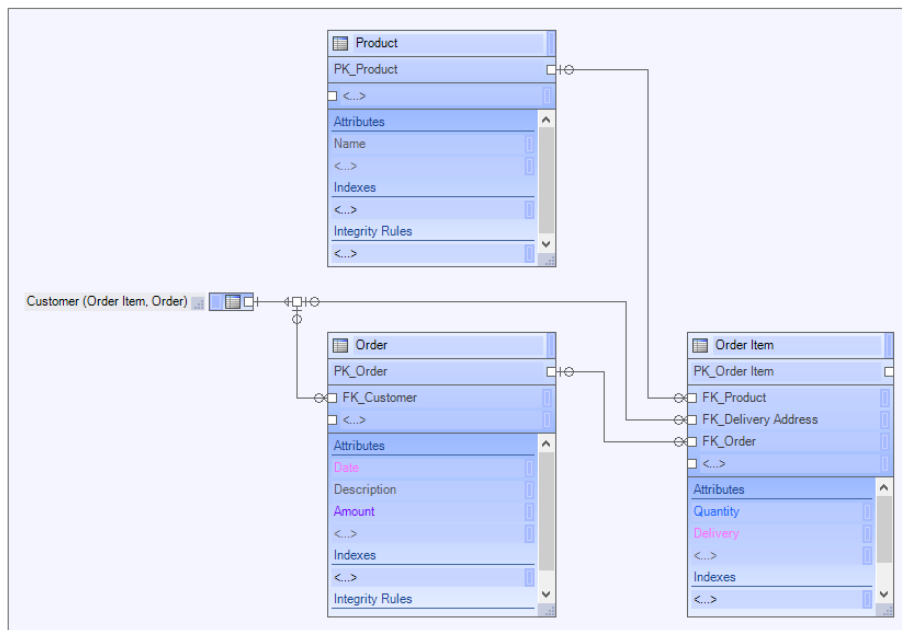 Product
PK_Product
<...>
Attributes
Name
<...>
Indexes
<...>
Integrity Rules
<...>
Customer (Order Item, Order)
Order
PK_Order
FK_Customer
<...>
Attributes
Date
Description
Amount
<...>
Indexes
<...>
Integrity Rules
Order Item
PK_Order Item
FK_Product
FK_Delivery Address
FK_Order
<...>
Attributes
Quantity
Delivery
<...>
Indexes
<...>